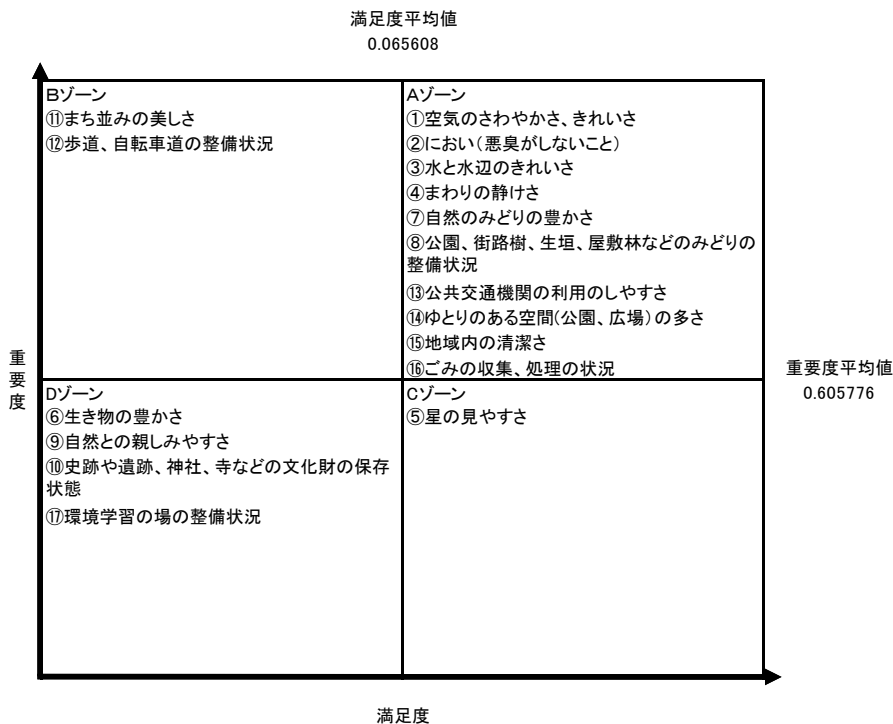 満足度平均値
0.065608
Bゾーン
⑪まち並みの美しさ
⑫歩道、自転車道の整備状況
Aゾーン
①空気のさわやかさ、きれいさ
②におい(悪臭がしないこと)
③水と水辺のきれいさ
④まわりの静けさ
⑦自然のみどりの豊かさ
⑧公園、街路樹、生垣、屋敷林などのみどりの
整備状況
⑬公共交通機関の利用のしやすさ
⑭ゆとりのある空間(公園、広場)の多さ
⑮地域内の清潔さ
⑯ごみの収集、処理の状況
重要度
重要度平均値
0.605776
Dゾーン
⑥生き物の豊かさ
⑨自然との親しみやすさ
⑩史跡や遺跡、神社、寺などの文化財の保存
状態
⑰環境学習の場の整備状況
Cゾーン
⑤星の見やすさ
満足度